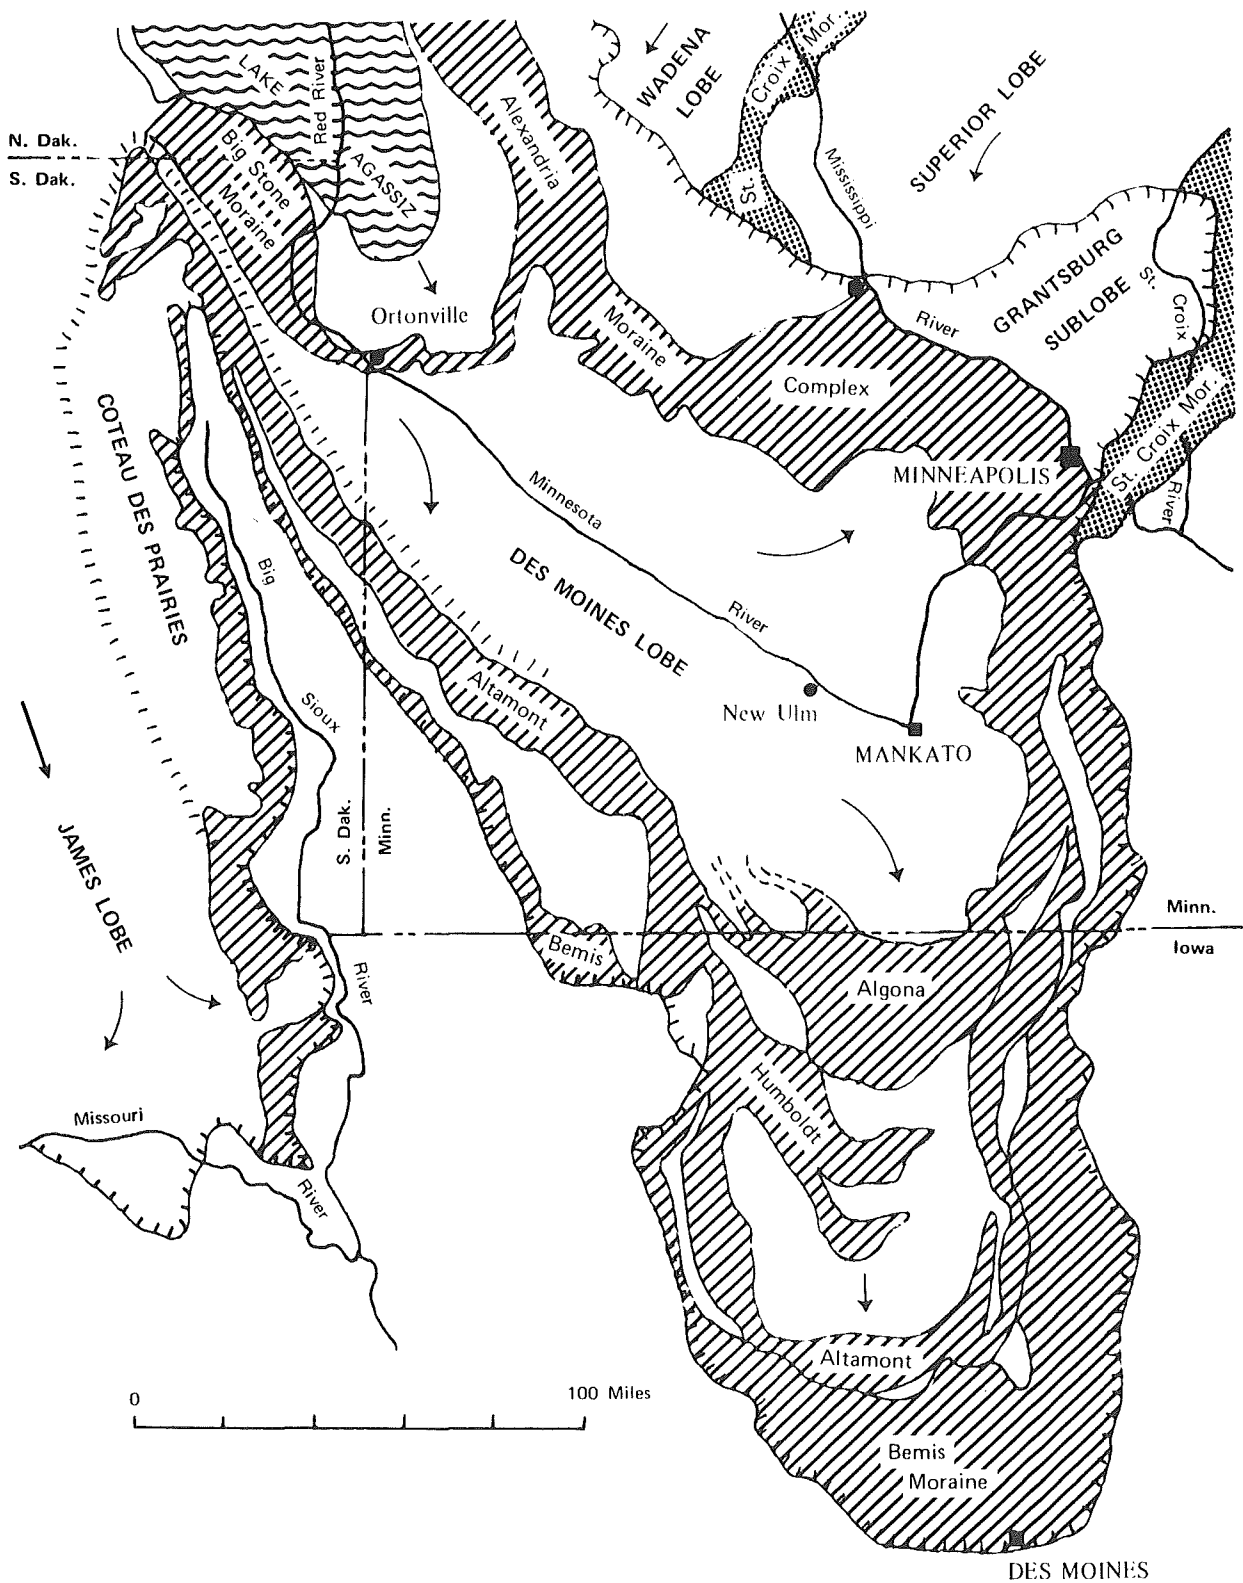 WADENA
LOBE
St.
Croix
Mor.
SUPERIOR LOBE
LAKE
AGASSIZ
Red River
N. Dak.
S. Dak.
Big Stone
Moraine
Alexandria
Moraine
Complex
Mississippi
River
GRANTSBURG
SUBLOBE
St.
Croix
River
St. Croix Mor.
Ortonville
COTEAU DES PRAIRIES
MINNEAPOLIS
Minnesota
River
DES MOINES LOBE
Big
Sioux
River
Altamont
New Ulm
MANKATO
S. Dak.
Minn.
JAMES LOBE
Minn.
Iowa
Bemis
Algona
Humboldt
Missouri
River
Altamont
0
100 Miles
Bemis
Moraine
DES MOINES